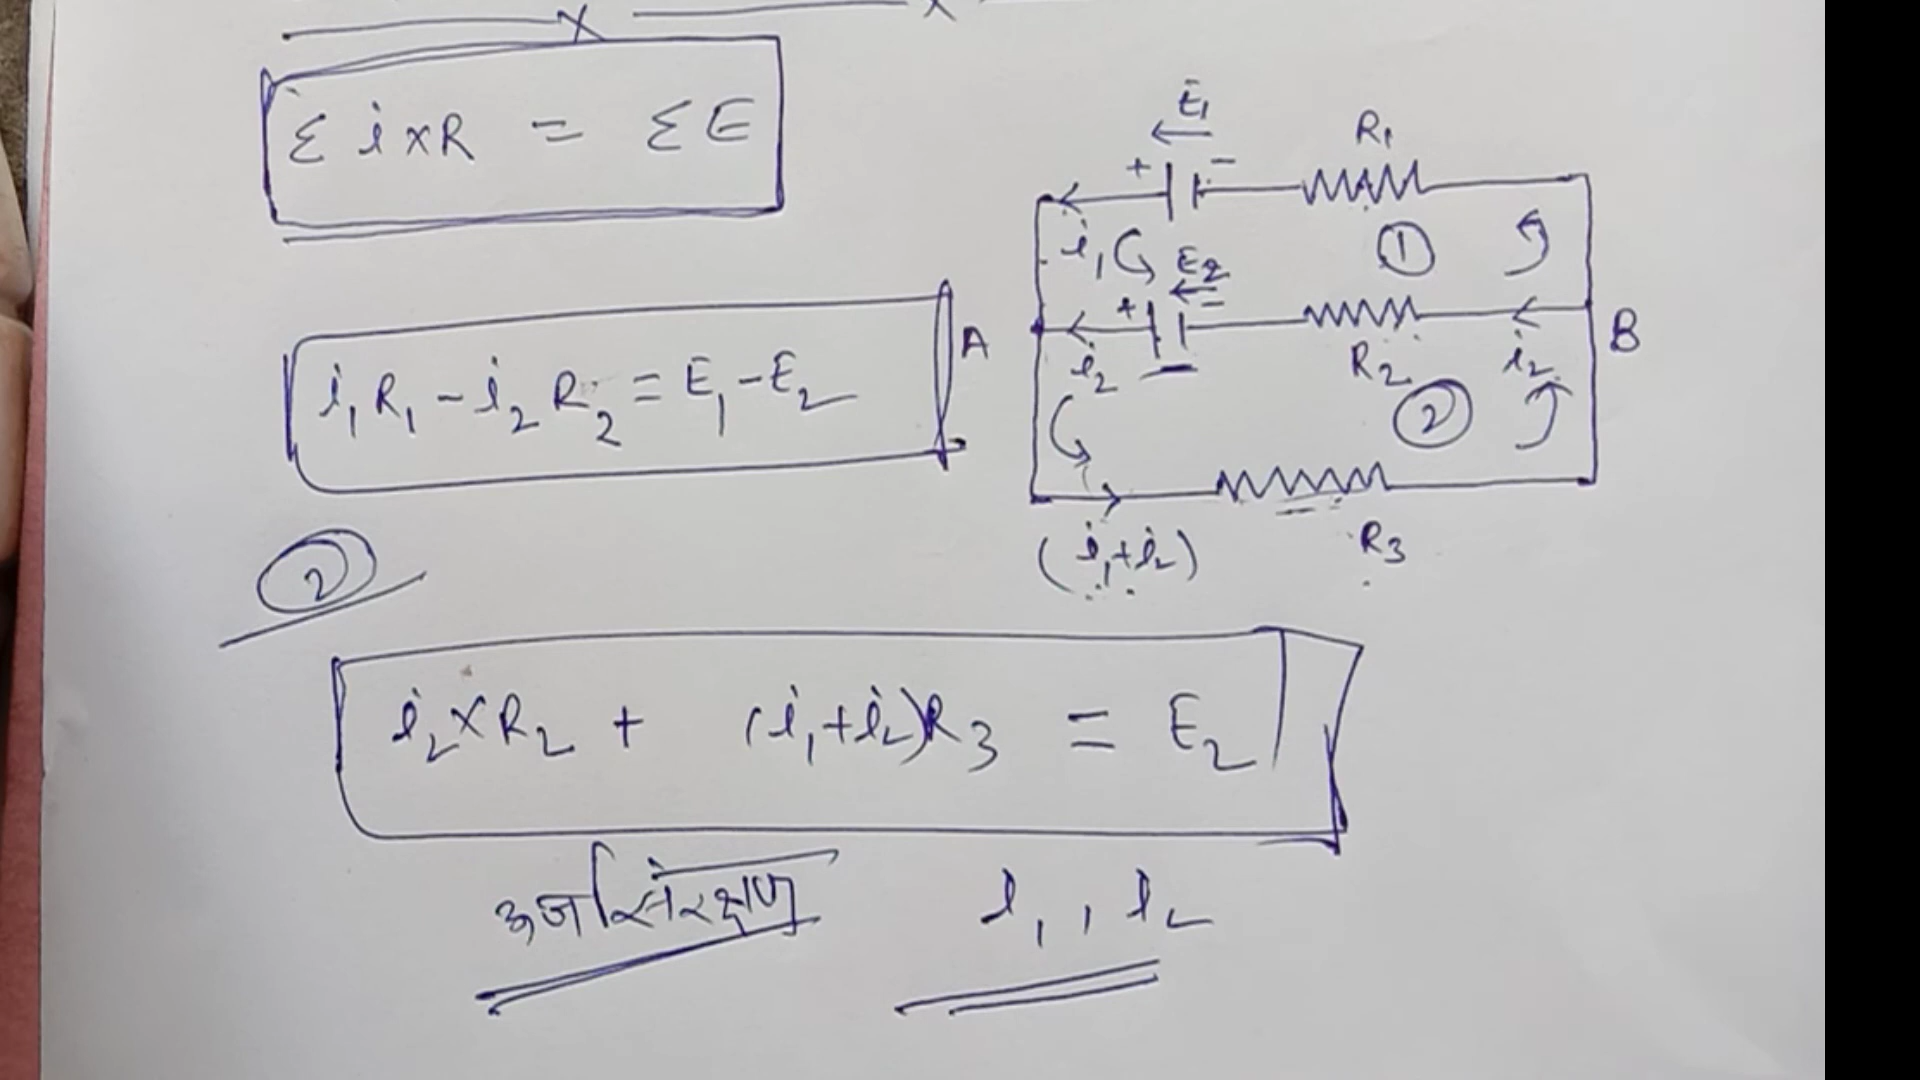 Σ i×R = ΣE
E₁
R₁
+ -
i₁
①
E₂
i₁R₁ - i₂R₂ = E₁ - E₂
A
+ -
B
i₂
R₂
i₂
②
②
(i₁+i₂)
R₃
i₂×R₂ + (i₁+i₂)R₃ = E₂
ऊर्जा संरक्षण i₁, i₂